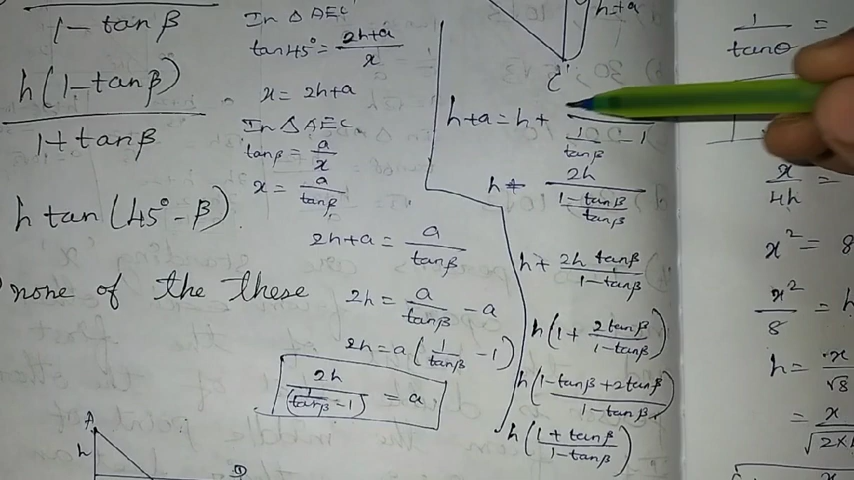 1 - tanβ
h(1-tanβ)
1+tanβ
h tan(45°-β).
none of the these
A
h
In △ AEC'
tan45° = 2h+a/x
x = 2h+a
In △ AEC.
tanβ = a/x
x = a/tanβ
2h+a = a/tanβ
2h = a/tanβ - a
2h = a(1/tanβ - 1)
2h/(1/tanβ - 1) = a
h+a
C'
h+a = h +
1/tanβ - 1
h + 2h/(1-tanβ/tanβ)
h + 2h tanβ/1-tanβ
h(1 + 2tanβ/1-tanβ)
h(1-tanβ+2tanβ/1-tanβ)
h(1+tanβ/1-tanβ)
1/tanθ =
x/4h =
x² = 8
x²/8 = h
h = x/√8